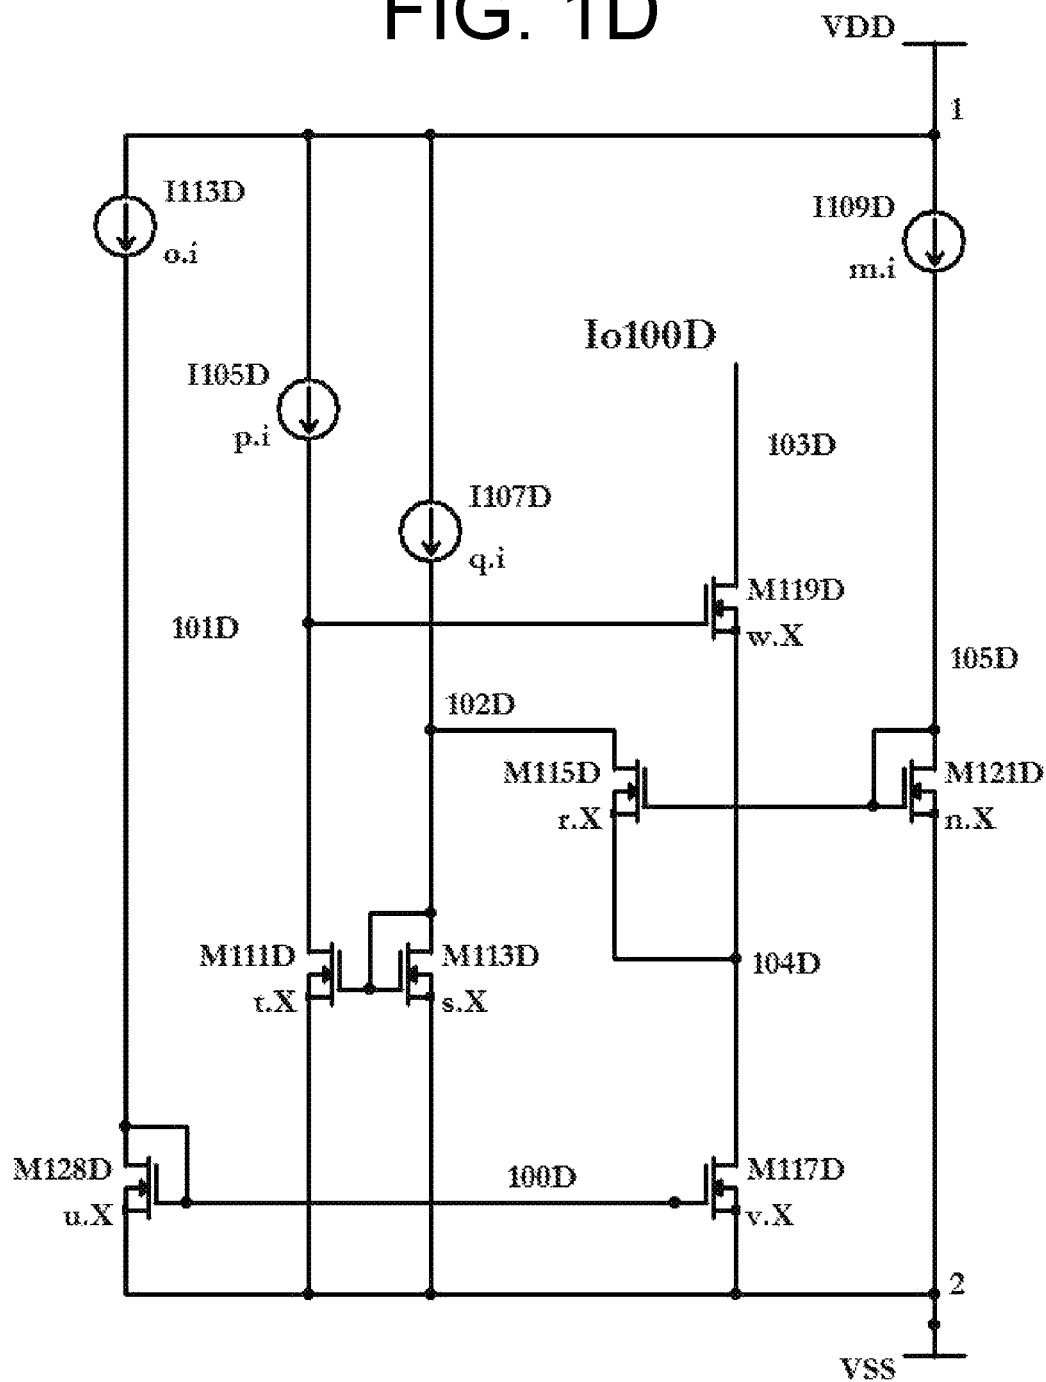 FIG. 1D
VDD
1
I113D
o.i
I109D
m.i
Io100D
I105D
p.i
103D
I107D
q.i
M119D
w.X
101D
105D
102D
M115D
r.X
M121D
n.X
M111D
t.X
M113D
s.X
104D
M128D
u.X
100D
M117D
v.X
2
VSS